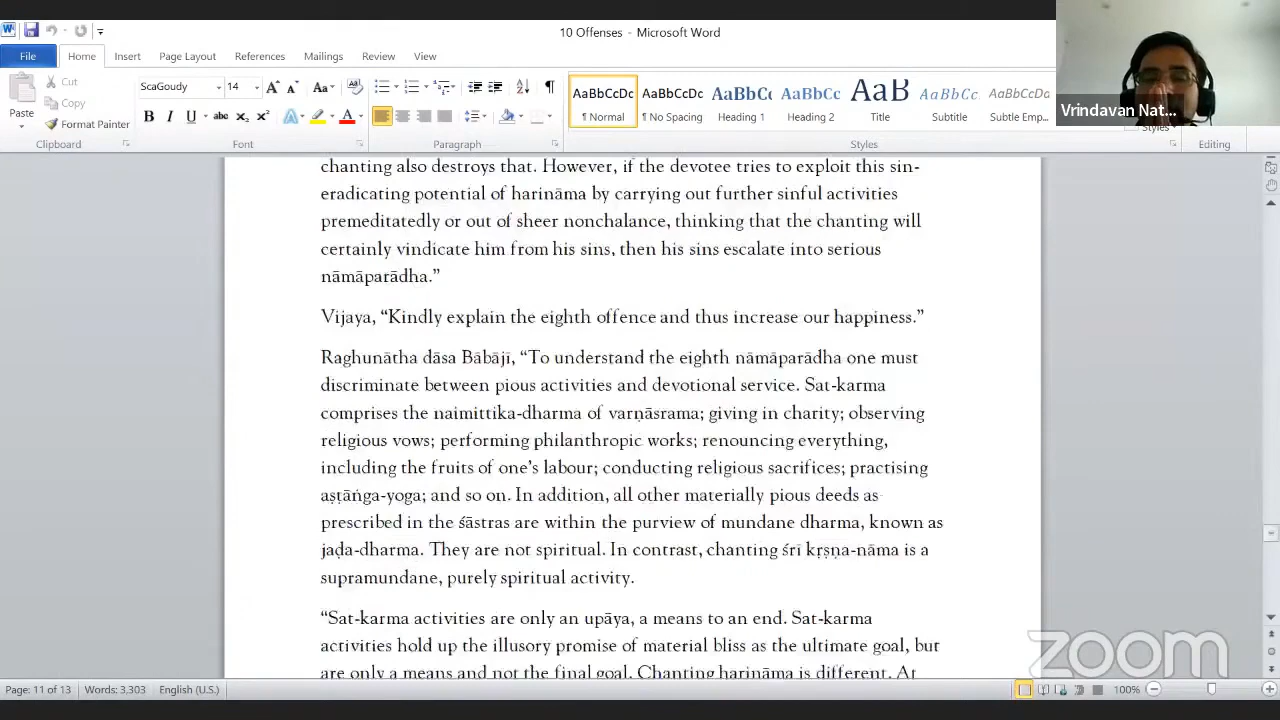 10 Offenses - Microsoft Word
File Home Insert Page Layout References Mailings Review View
Paste Cut Copy Format Painter
ScaGoudy 14
AaBbCcDc AaBbCcDc AaBbCc AaBbCc AaB AaBbCc. AaBbCcDc
¶ Normal ¶ No Spacing Heading 1 Heading 2 Title Subtitle Subtle Emp...
Clipboard Font Paragraph Styles Editing
Vrindavan Nat...
chanting also destroys that. However, if the devotee tries to exploit this sin-
eradicating potential of harināma by carrying out further sinful activities
premeditatedly or out of sheer nonchalance, thinking that the chanting will
certainly vindicate him from his sins, then his sins escalate into serious
nāmāparādha.”
Vijaya, “Kindly explain the eighth offence and thus increase our happiness.”
Raghunātha dāsa Bābājī, “To understand the eighth nāmāparādha one must
discriminate between pious activities and devotional service. Sat-karma
comprises the naimittika-dharma of varṇāsrama; giving in charity; observing
religious vows; performing philanthropic works; renouncing everything,
including the fruits of one’s labour; conducting religious sacrifices; practising
aṣṭāṅga-yoga; and so on. In addition, all other materially pious deeds as
prescribed in the śāstras are within the purview of mundane dharma, known as
jaḍa-dharma. They are not spiritual. In contrast, chanting śrī kṛṣṇa-nāma is a
supramundane, purely spiritual activity.
“Sat-karma activities are only an upāya, a means to an end. Sat-karma
activities hold up the illusory promise of material bliss as the ultimate goal, but
are only a means and not the final goal. Chanting harināma is different. At
zoom
Page: 11 of 13 Words: 3,303 English (U.S.) 100%